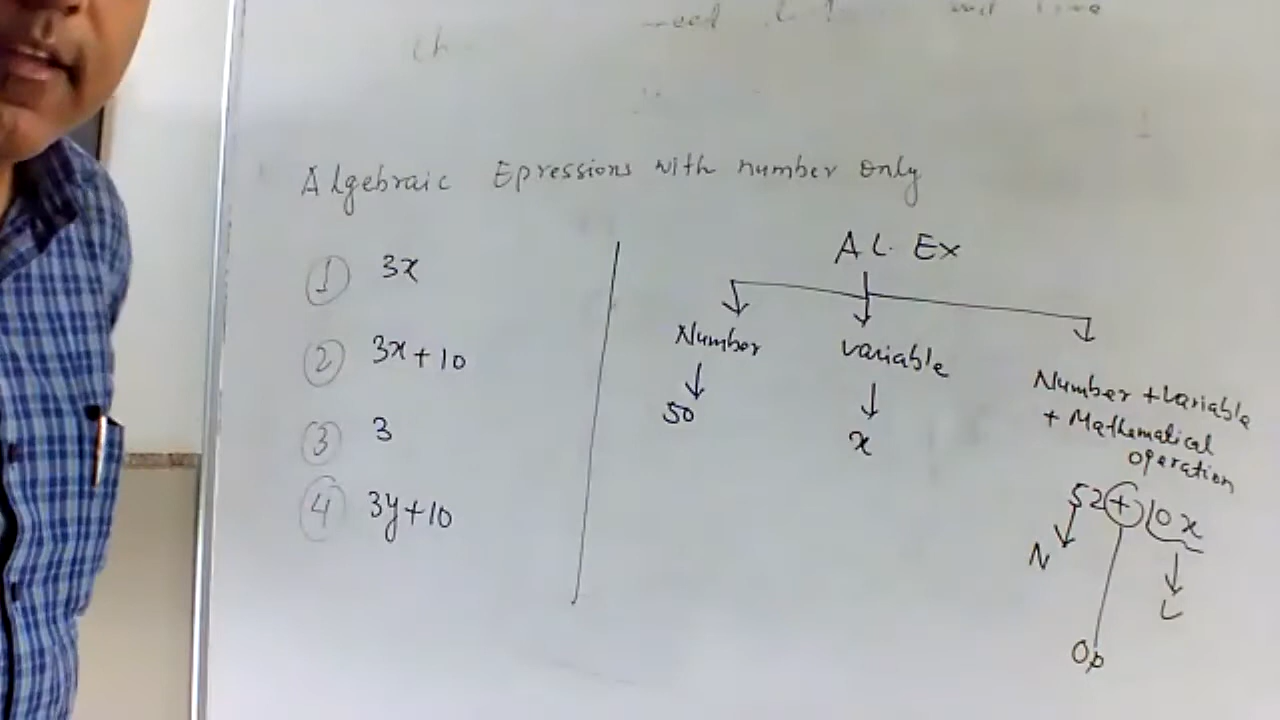 Algebraic Epressions with number only
① 3x
② 3x + 10
③ 3
④ 3y + 10
AL. Ex
Number
50
variable
x
Number + variable
+ Mathematical
operation
52 + 10x
N
L
Op